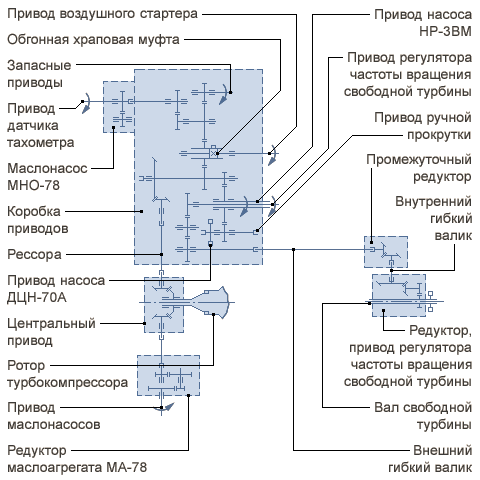 Привод воздушного стартера
Обгонная храповая муфта
Запасные
приводы
Привод
датчика
тахометра
Маслонасос
МНО-78
Коробка
приводов
Рессора
Привод насоса
ДЦН-70А
Центральный
привод
Ротор
турбокомпрессора
Привод
маслонасосов
Редуктор
маслоагрегата МА-78
Привод насоса
НР-3ВМ
Привод регулятора
частоты вращения
свободной турбины
Привод ручной
прокрутки
Промежуточный
редуктор
Внутренний
гибкий
валик
Редуктор,
привод регулятора
частоты вращения
свободной турбины
Вал свободной
турбины
Внешний
гибкий валик